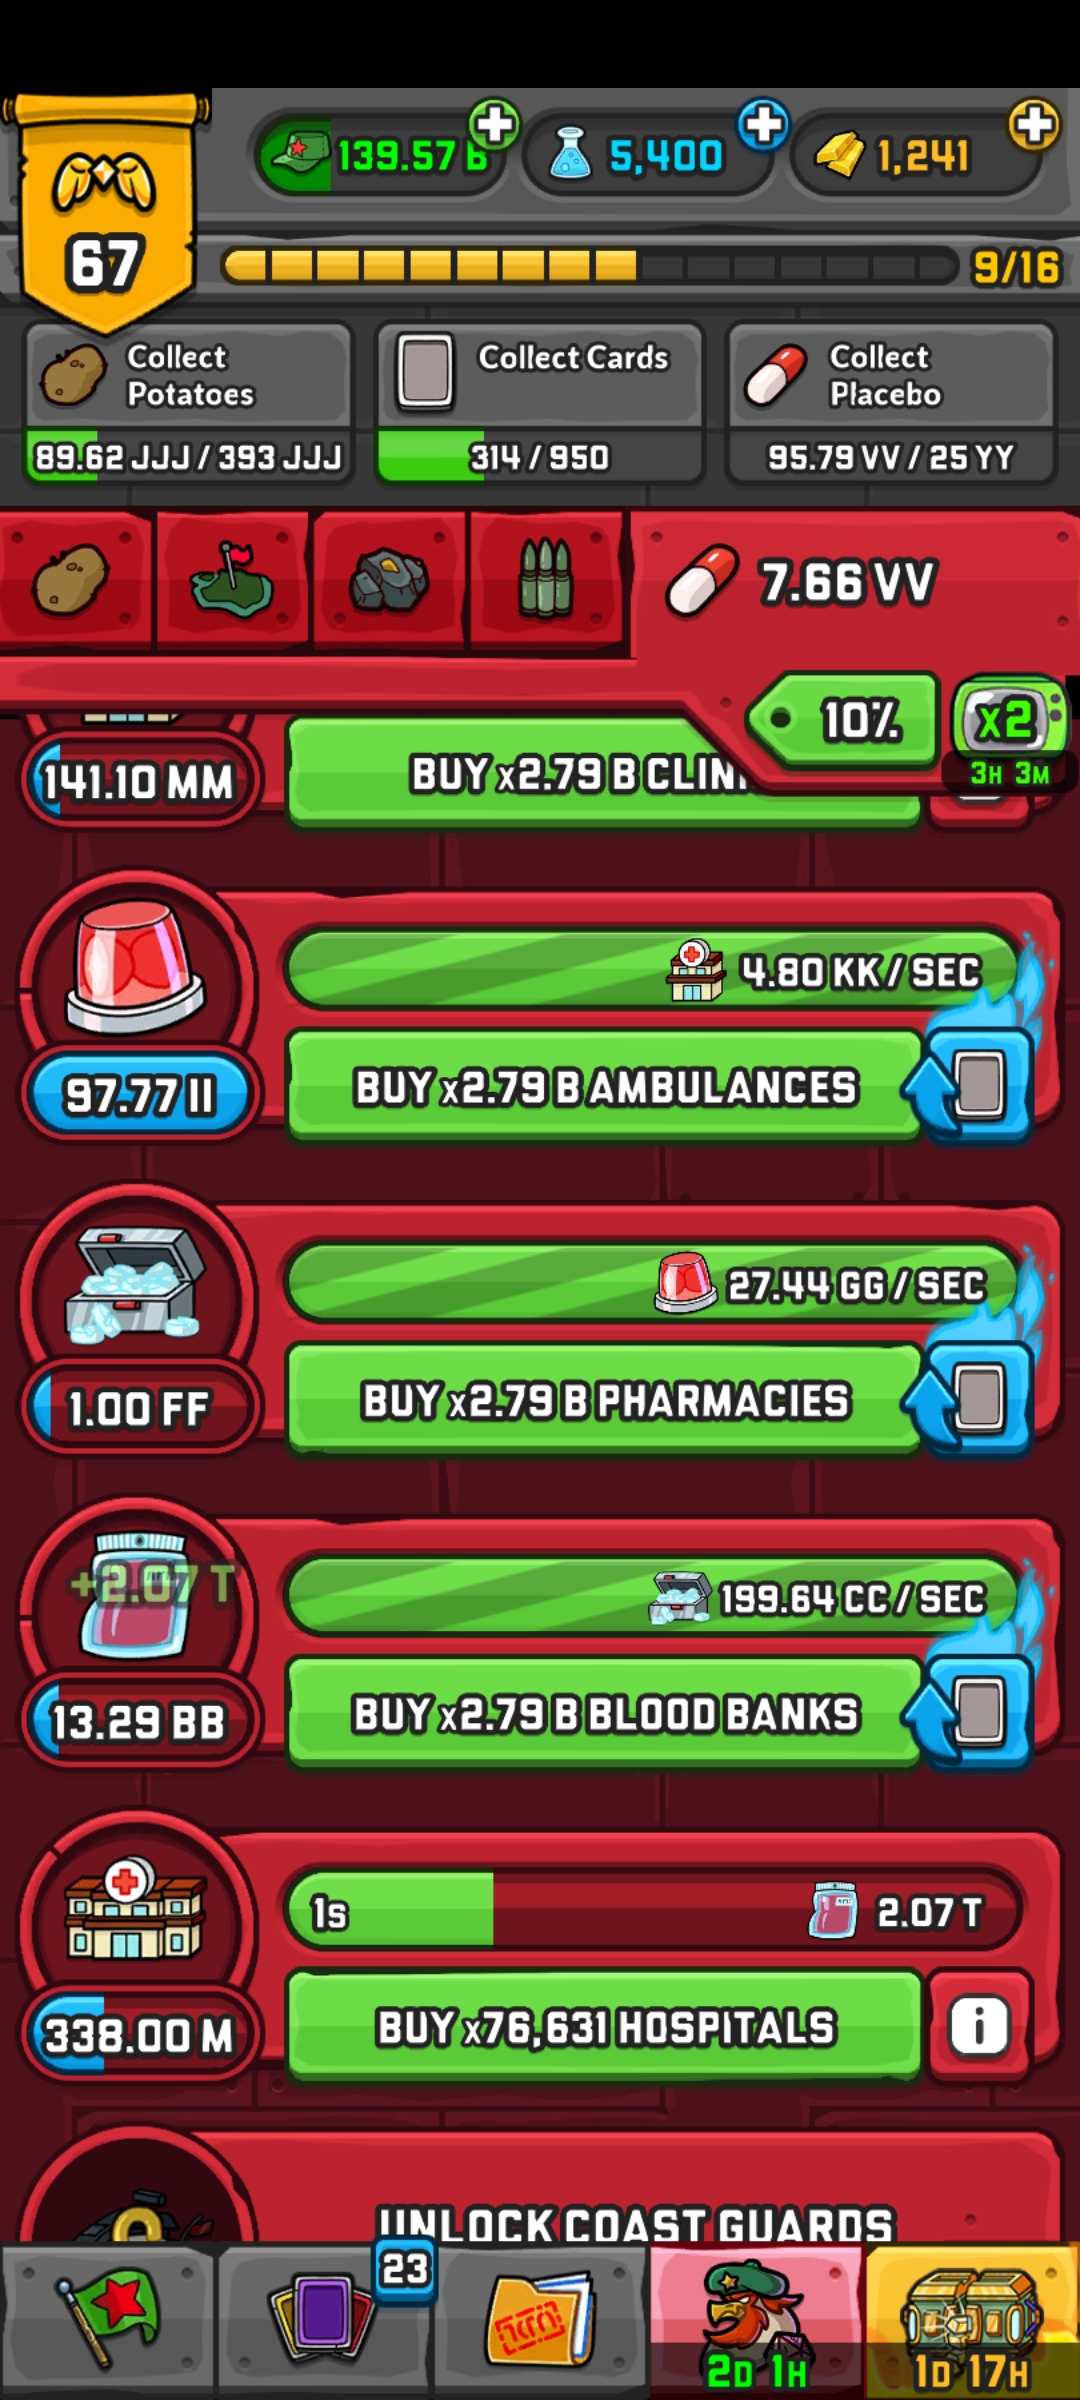 67
139.57 B
5,400
1,241
9/16
Collect
Potatoes
89.62 JJJ / 393 JJJ
Collect Cards
314 / 950
Collect
Placebo
95.79 VV / 25 YY
7.66 VV
10%
x2
3H 3M
141.10 MM
BUY x2.79 B CLINI
4.80 KK / SEC
97.77 II
BUY x2.79 B AMBULANCES
27.44 GG / SEC
1.00 FF
BUY x2.79 B PHARMACIES
+2.07 T
199.64 CC / SEC
13.29 BB
BUY x2.79 B BLOOD BANKS
1s
2.07 T
338.00 M
BUY x76,631 HOSPITALS
i
UNLOCK COAST GUARDS
23
2D 1H
1D 17H